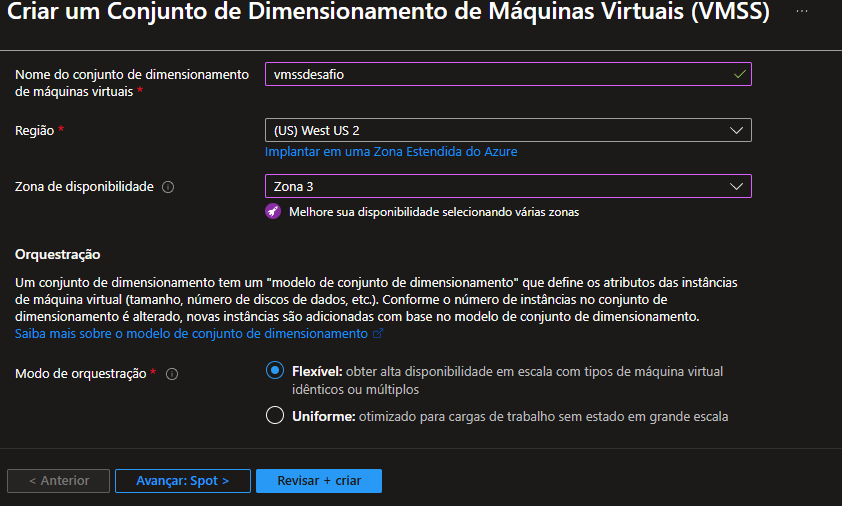 Criar um Conjunto de Dimensionamento de Máquinas Virtuais (VMSS) ...
Nome do conjunto de dimensionamento
de máquinas virtuais *
vmssdesafio
Região *
(US) West US 2
Implantar em uma Zona Estendida do Azure
Zona de disponibilidade
Zona 3
Melhore sua disponibilidade selecionando várias zonas
Orquestração
Um conjunto de dimensionamento tem um "modelo de conjunto de dimensionamento" que define os atributos das instâncias
de máquina virtual (tamanho, número de discos de dados, etc.). Conforme o número de instâncias no conjunto de
dimensionamento é alterado, novas instâncias são adicionadas com base no modelo de conjunto de dimensionamento.
Saiba mais sobre o modelo de conjunto de dimensionamento
Modo de orquestração *
Flexível: obter alta disponibilidade em escala com tipos de máquina virtual
idênticos ou múltiplos
Uniforme: otimizado para cargas de trabalho sem estado em grande escala
< Anterior
Avançar: Spot >
Revisar + criar